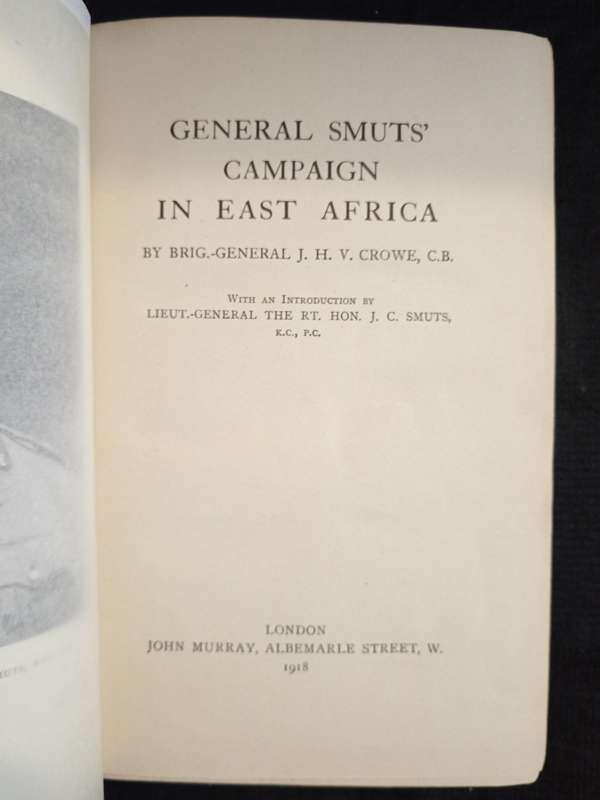 GENERAL SMUTS'
CAMPAIGN
IN EAST AFRICA
BY BRIG.-GENERAL J. H. V. CROWE, C.B.
WITH AN INTRODUCTION BY
LIEUT.-GENERAL THE RT. HON. J. C. SMUTS,
K.C., P.C.
LONDON
JOHN MURRAY, ALBEMARLE STREET, W.
1918